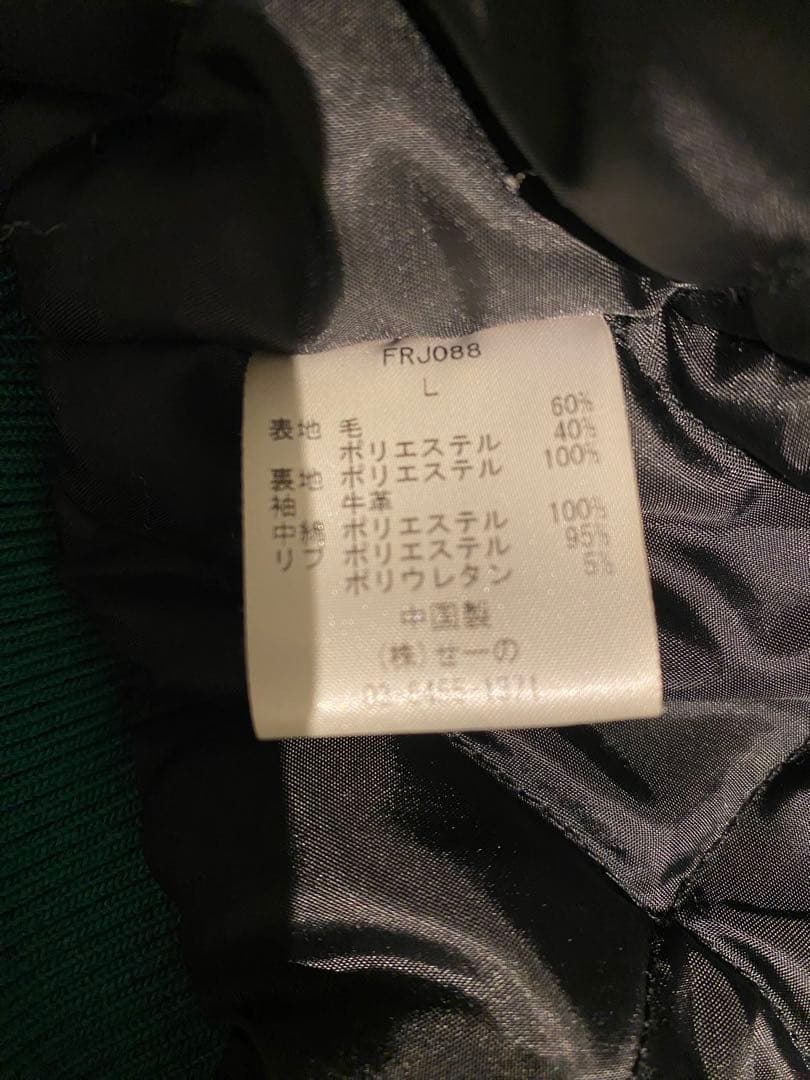 FRJ088
L
表地 毛 60%
ポリエステル 40%
裏地 ポリエステル 100%
袖 牛革
中綿 ポリエステル 100%
リブ ポリエステル 95%
ポリウレタン 5%
中国製
(株)せーの